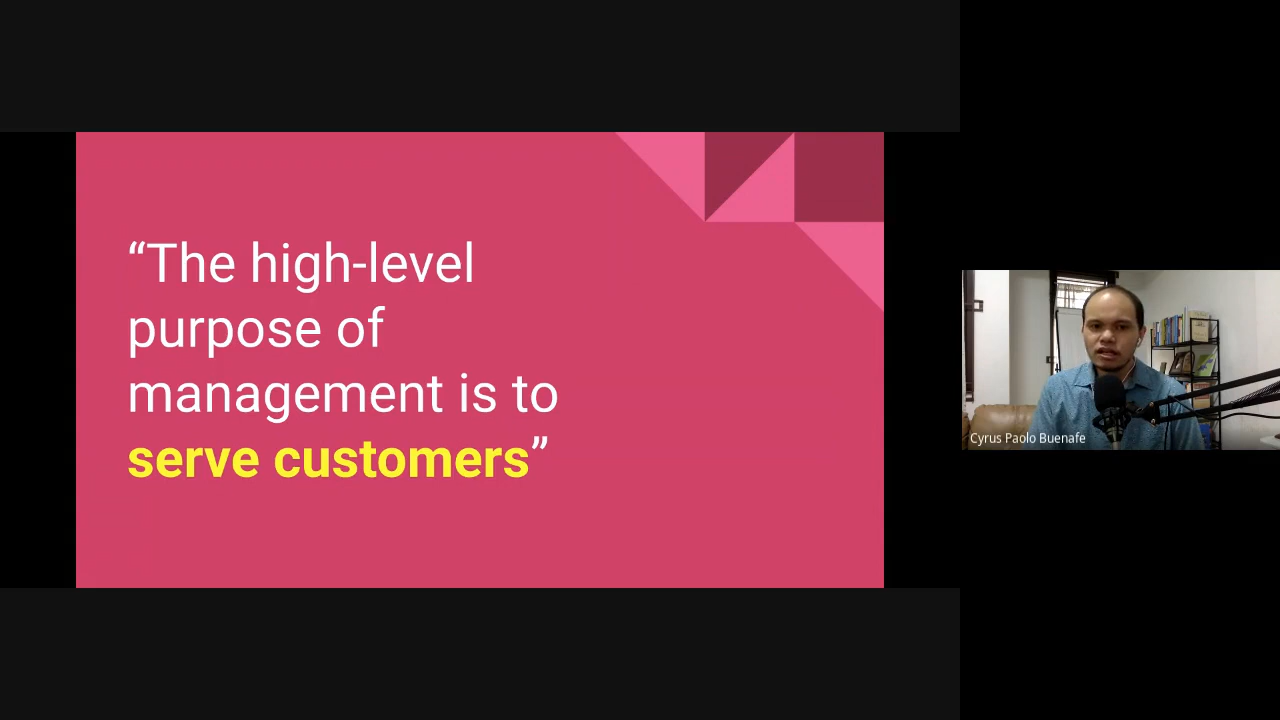 “The high-level
purpose of
management is to
serve customers”
Cyrus Paolo Buenafe